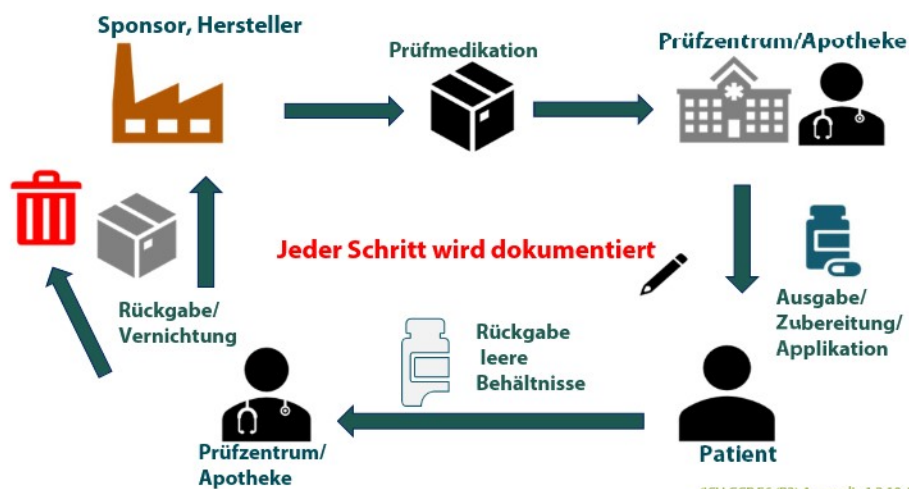 Sponsor, Hersteller
Prüfmedikation
Prüfzentrum/Apotheke
Jeder Schritt wird dokumentiert
Ausgabe/
Zubereitung/
Applikation
Rückgabe/
Vernichtung
Rückgabe
leere
Behältnisse
Prüfzentrum/
Apotheke
Patient